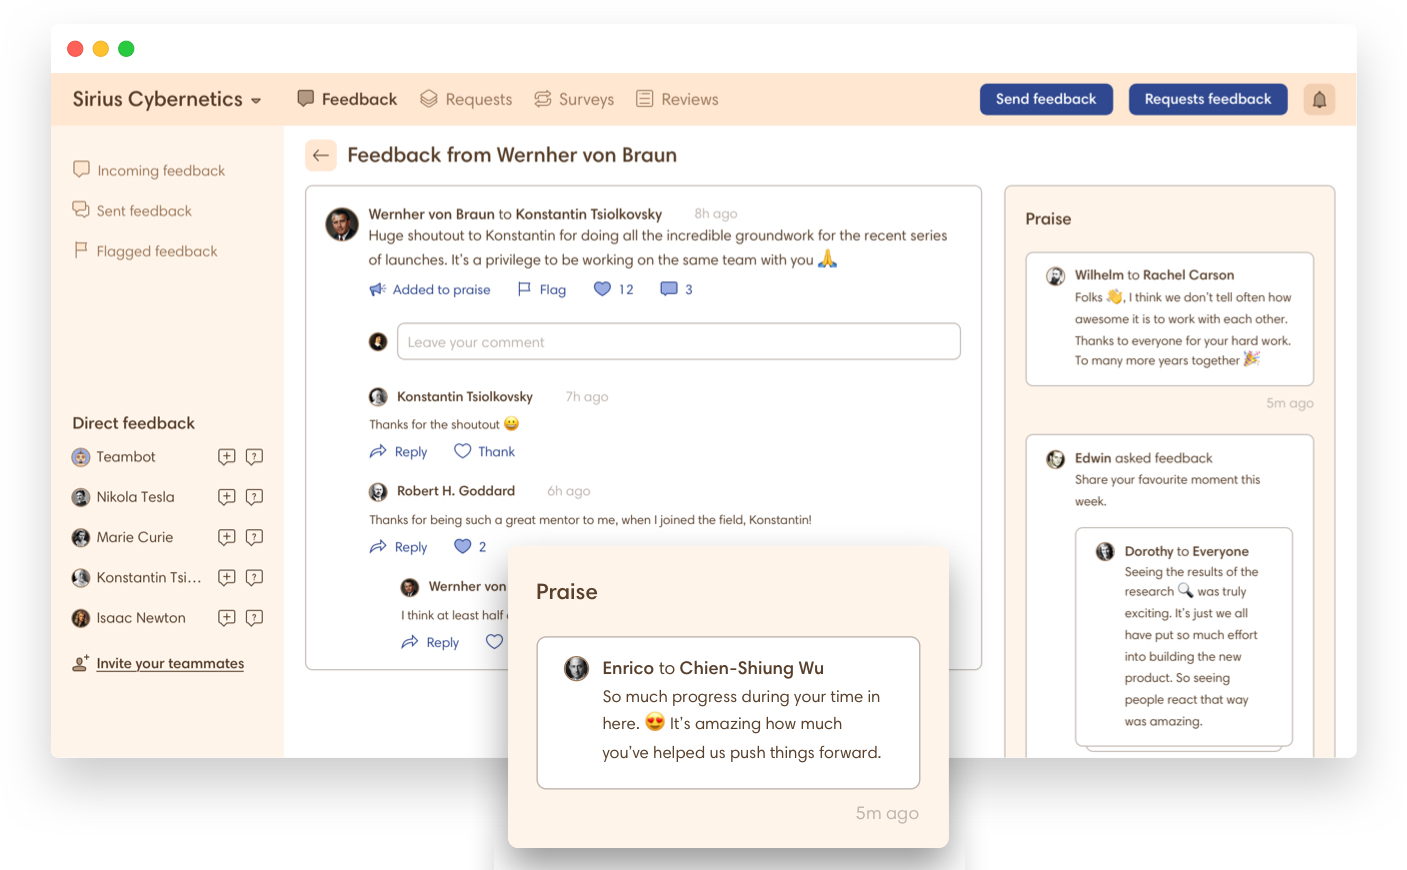 Sirius Cybernetics
Feedback
Requests
Surveys
Reviews
Send feedback
Requests feedback
Incoming feedback
Sent feedback
Flagged feedback
Direct feedback
Teambot
Nikola Tesla
Marie Curie
Konstantin Tsi...
Isaac Newton
Invite your teammates
Feedback from Wernher von Braun
Wernher von Braun to Konstantin Tsiolkovsky 8h ago
Huge shoutout to Konstantin for doing all the incredible groundwork for the recent series
of launches. It's a privilege to be working on the same team with you 🙏
Added to praise Flag 12 3
Leave your comment
Konstantin Tsiolkovsky 7h ago
Thanks for the shoutout 😀
Reply Thank
Robert H. Goddard 6h ago
Thanks for being such a great mentor to me, when I joined the field, Konstantin!
Reply 2
Wernher von
I think at least half
Reply
Praise
Wilhelm to Rachel Carson
Folks 👋, I think we don't tell often how
awesome it is to work with each other.
Thanks to everyone for your hard work.
To many more years together 🎉
5m ago
Edwin asked feedback
Share your favourite moment this
week.
Dorothy to Everyone
Seeing the results of the
research 🔍 was truly
exciting. It's just we all
have put so much effort
into building the new
product. So seeing
people react that way
was amazing.
Praise
Enrico to Chien-Shiung Wu
So much progress during your time in
here. 😍 It's amazing how much
you've helped us push things forward.
5m ago